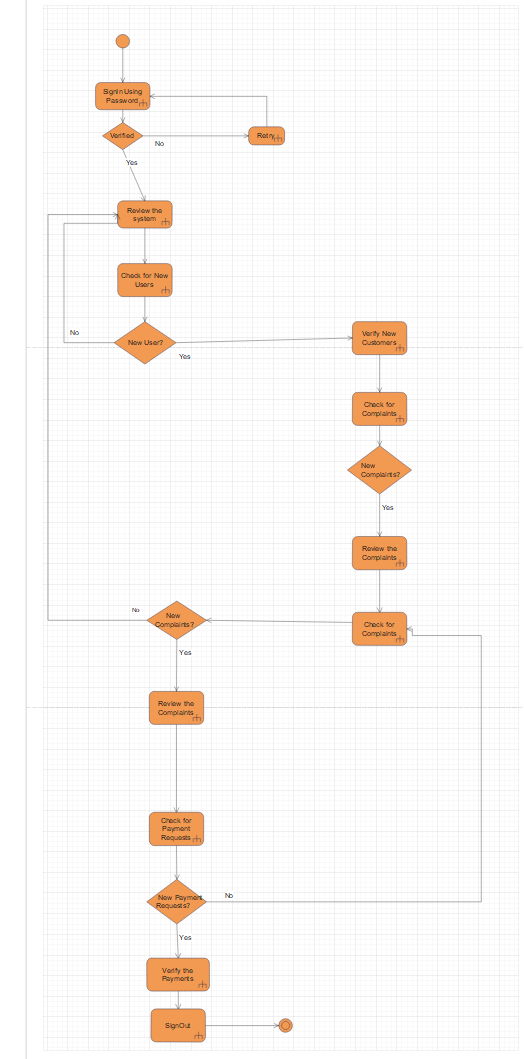 SignIn Using
Password
Verified
No
Retry
Yes
Review the
system
Check for New
Users
New User?
No
Yes
Verify New
Customers
Check for
Complaints
New
Complaints?
Yes
Review the
Complaints
Check for
Complaints
New
Complaints?
No
Yes
Review the
Complaints
Check for
Payment
Requests
New Payment
Requests?
No
Yes
Verify the
Payments
SignOut